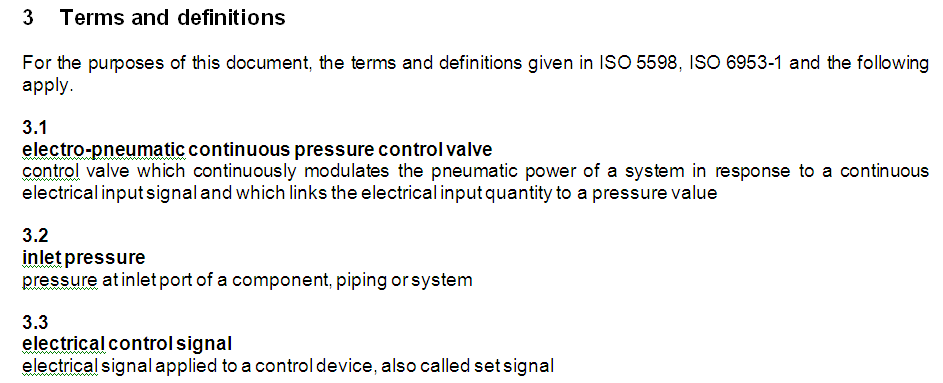 3 Terms and definitions
For the purposes of this document, the terms and definitions given in ISO 5598, ISO 6953-1 and the following
apply.
3.1
electro-pneumatic continuous pressure control valve
control valve which continuously modulates the pneumatic power of a system in response to a continuous
electrical input signal and which links the electrical input quantity to a pressure value
3.2
inlet pressure
pressure at inlet port of a component, piping or system
3.3
electrical control signal
electrical signal applied to a control device, also called set signal